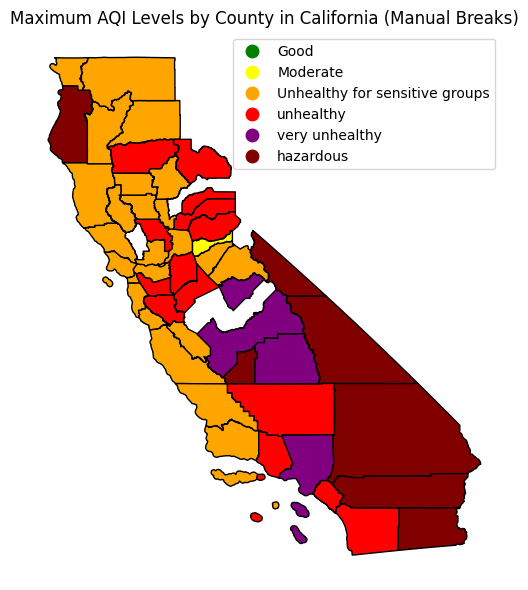 Maximum AQI Levels by County in California (Manual Breaks)
Good
Moderate
Unhealthy for sensitive groups
unhealthy
very unhealthy
hazardous